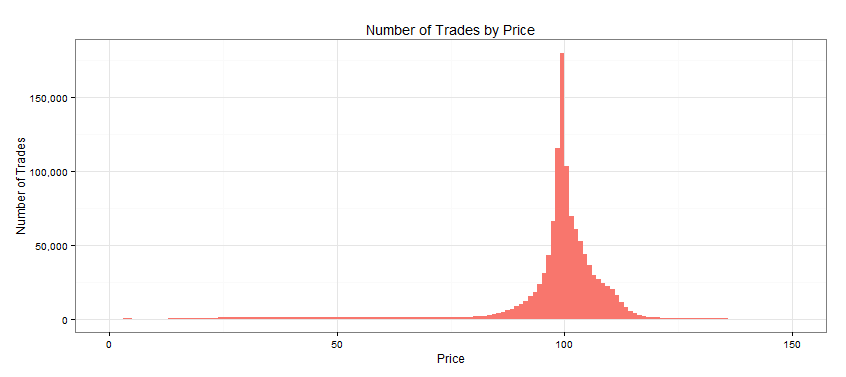 Number of Trades by Price
Number of Trades
150,000
100,000
50,000
0
0 50 100 150
Price